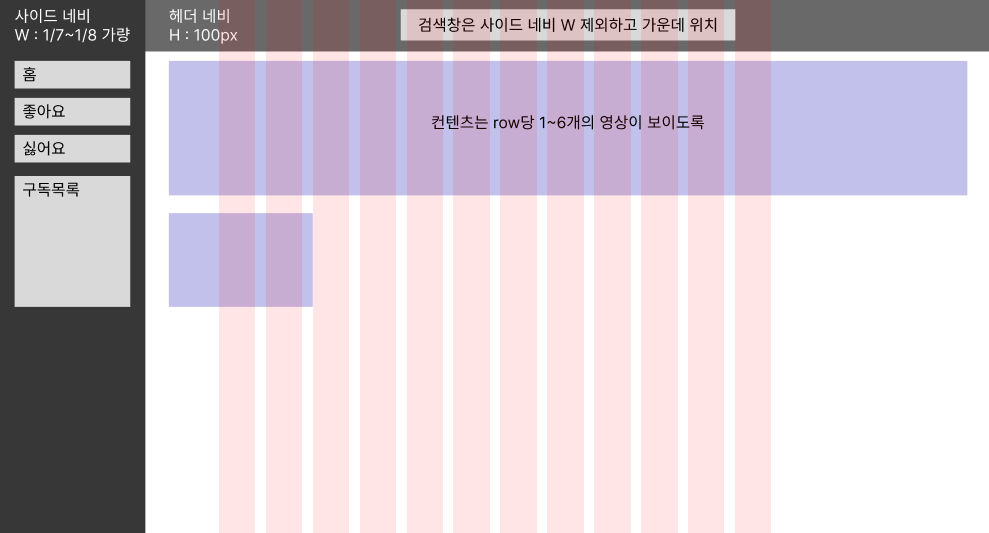 사이드 네비
W : 1/7~1/8 가량
홈
좋아요
싫어요
구독목록
헤더 네비
H : 100px
검색창은 사이드 네비 W 제외하고 가운데 위치
컨텐츠는 row당 1~6개의 영상이 보이도록